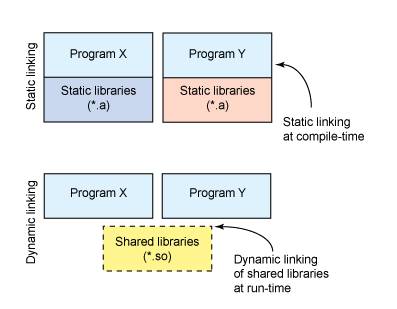 Static linking
Program X
Program Y
Static libraries
(*.a)
Static libraries
(*.a)
Static linking
at compile-time
Dynamic linking
Program X
Program Y
Shared libraries
(*.so)
Dynamic linking
of shared libraries
at run-time